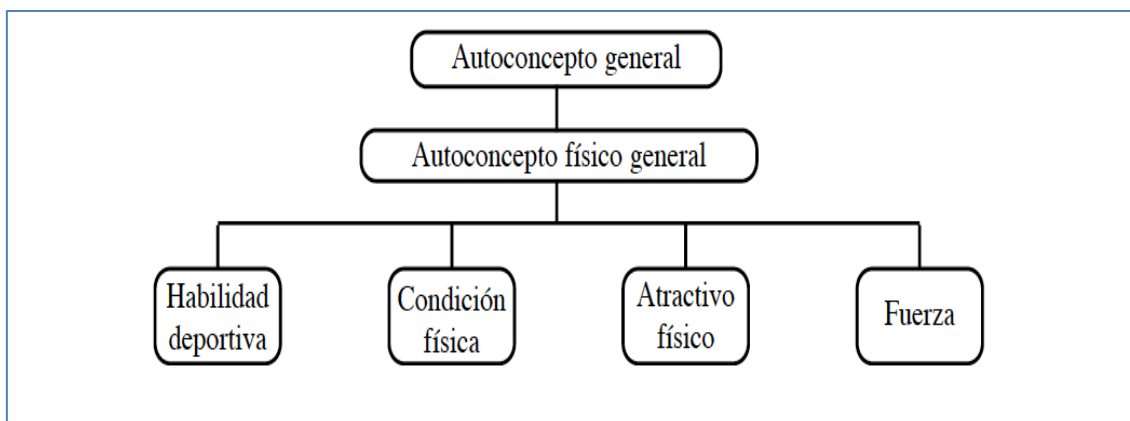 Autoconcepto general
Autoconcepto físico general
Habilidad
deportiva
Condición
física
Atractivo
físico
Fuerza